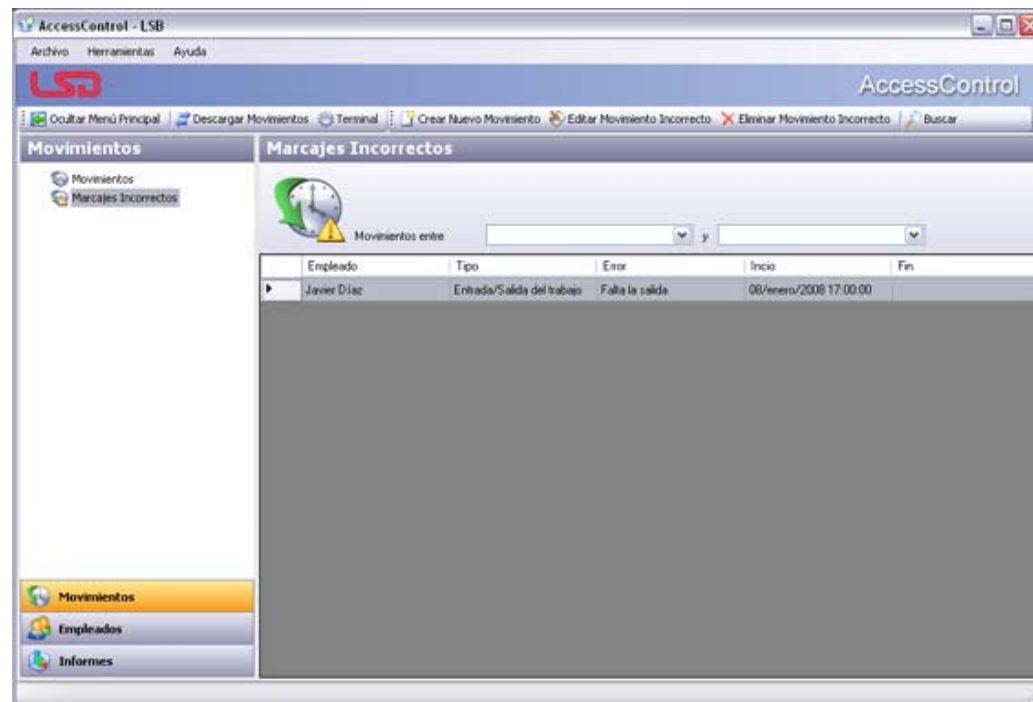 AccessControl - LSB
Archivo Herramientas Ayuda
LSB
AccessControl
Ocultar Menú Principal Descargar Movimientos Terminal Crear Nuevo Movimiento Editar Movimiento Incorrecto Eliminar Movimiento Incorrecto Buscar
Movimientos
Marcajes Incorrectos
Movimientos
Marcajes Incorrectos
Movimientos entre y
Empleado Tipo Error Incio Fin
Javier Díaz Entrada/Salida del trabajo Falta la salida 08/enero/2008 17:00:00
Movimientos
Empleados
Informes